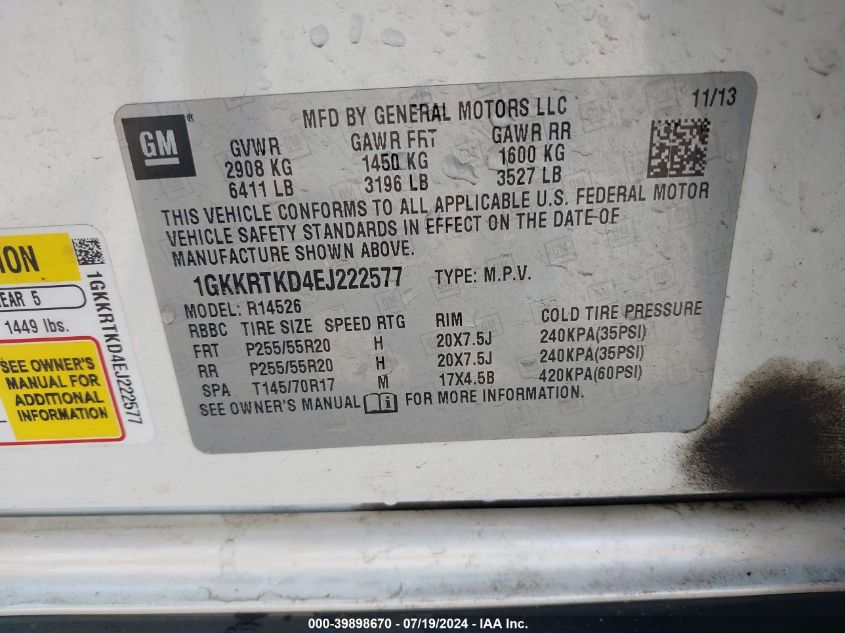 MFD BY GENERAL MOTORS LLC 11/13
GM
GVWR GAWR FRT GAWR RR
2908 KG 1450 KG 1600 KG
6411 LB 3196 LB 3527 LB
THIS VEHICLE CONFORMS TO ALL APPLICABLE U.S. FEDERAL MOTOR
VEHICLE SAFETY STANDARDS IN EFFECT ON THE DATE OF
MANUFACTURE SHOWN ABOVE.
1GKKRTKD4EJ222577 TYPE: M.P.V.
MODEL: R14526
RBBC TIRE SIZE SPEED RTG RIM COLD TIRE PRESSURE
FRT P255/55R20 H 20X7.5J 240KPA(35PSI)
RR P255/55R20 H 20X7.5J 240KPA(35PSI)
SPA T145/70R17 M 17X4.5B 420KPA(60PSI)
SEE OWNER'S MANUAL FOR MORE INFORMATION.
ION
EAR 5
1449 lbs.
SEE OWNER'S
MANUAL FOR
ADDITIONAL
INFORMATION
1GKKRTKD4EJ222577
000-39898670 - 07/19/2024 - IAA Inc.